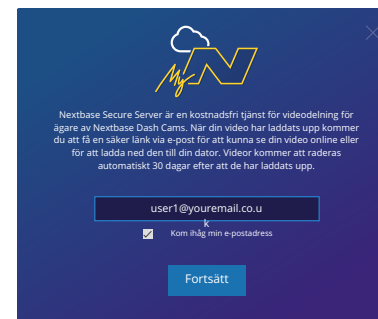 My N
Nextbase Secure Server är en kostnadsfri tjänst för videodelning för
ägare av Nextbase Dash Cams. När din video har laddats upp kommer
du att få en säker länk via e-post för att kunna se din video online eller
för att ladda ned den till din dator. Videor kommer att raderas
automatiskt 30 dagar efter att de har laddats upp.
user1@youremail.co.u
k
Kom ihåg min e-postadress
Fortsätt